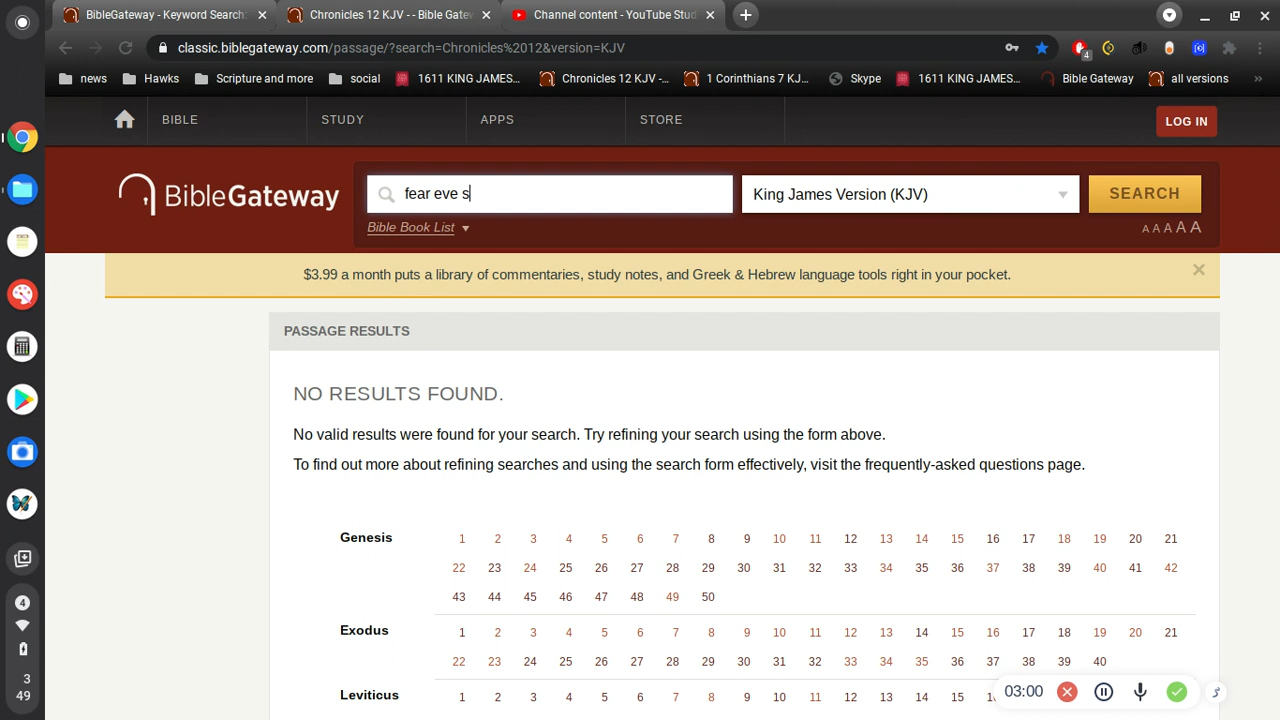 BibleGateway - Keyword Search:
Chronicles 12 KJV - - Bible Gatew
Channel content - YouTube Stud
classic.biblegateway.com/passage/?search=Chronicles%2012&version=KJV
4
news
Hawks
Scripture and more
social
1611 KING JAMES...
Chronicles 12 KJV -...
1 Corinthians 7 KJ...
Skype
1611 KING JAMES...
Bible Gateway
all versions
»
BIBLE
STUDY
APPS
STORE
LOG IN
BibleGateway
fear eve s
King James Version (KJV)
SEARCH
Bible Book List
A A A A A
$3.99 a month puts a library of commentaries, study notes, and Greek & Hebrew language tools right in your pocket.
PASSAGE RESULTS
NO RESULTS FOUND.
No valid results were found for your search. Try refining your search using the form above.
To find out more about refining searches and using the search form effectively, visit the frequently-asked questions page.
Genesis 1 2 3 4 5 6 7 8 9 10 11 12 13 14 15 16 17 18 19 20 21
22 23 24 25 26 27 28 29 30 31 32 33 34 35 36 37 38 39 40 41 42
43 44 45 46 47 48 49 50
Exodus 1 2 3 4 5 6 7 8 9 10 11 12 13 14 15 16 17 18 19 20 21
22 23 24 25 26 27 28 29 30 31 32 33 34 35 36 37 38 39 40
Leviticus 1 2 3 4 5 6 7 8 9 10 11 12 13 14 15
03:00
4
3
49